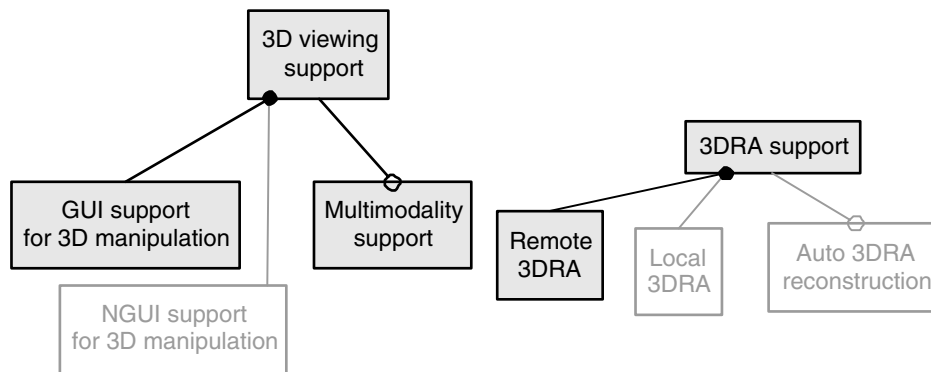 3D viewing
support
GUI support
for 3D manipulation
Multimodality
support
NGUI support
for 3D manipulation
3DRA support
Remote
3DRA
Local
3DRA
Auto 3DRA
reconstruction